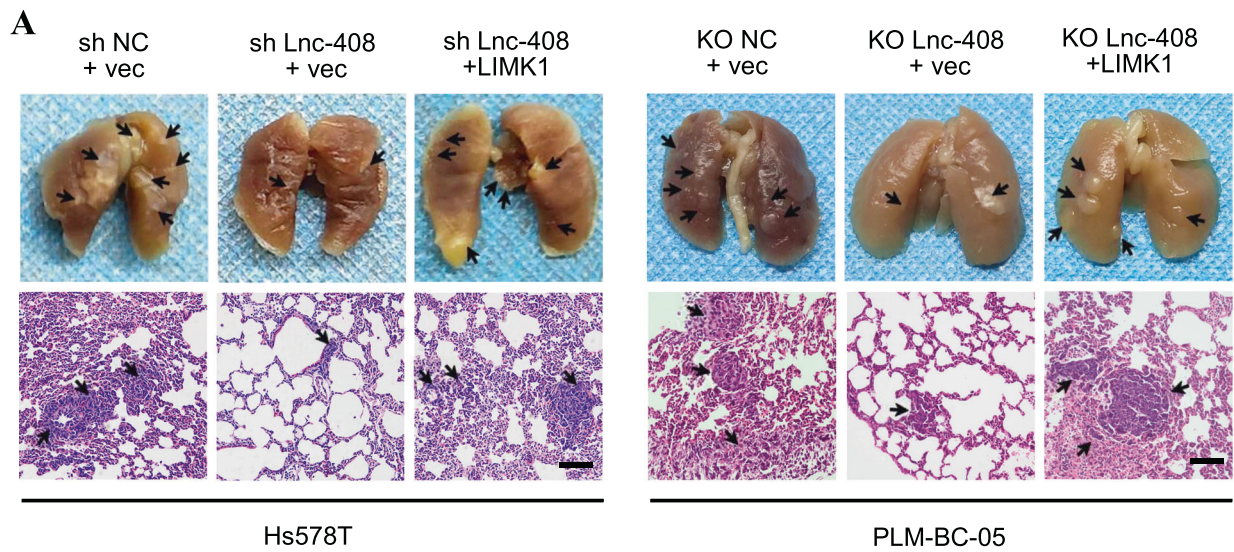 A
sh NC
+ vec
sh Lnc-408
+ vec
sh Lnc-408
+LIMK1
KO NC
+ vec
KO Lnc-408
+ vec
KO Lnc-408
+LIMK1
Hs578T
PLM-BC-05